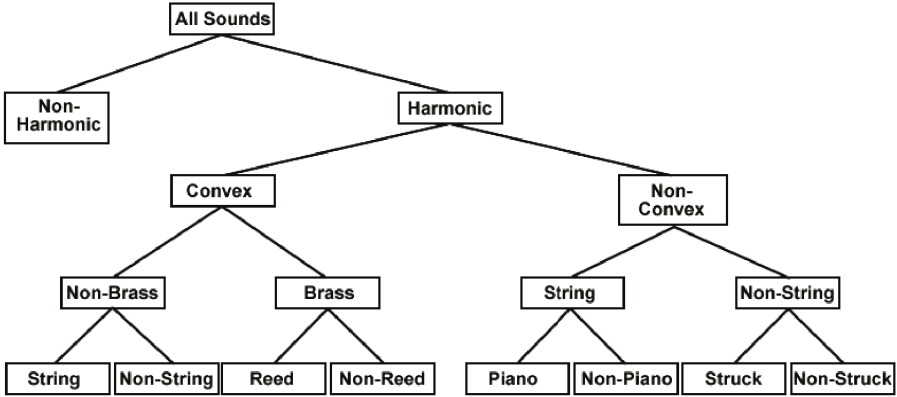 All Sounds
Non-
Harmonic
Harmonic
Convex
Non-
Convex
Non-Brass
Brass
String
Non-String
String
Non-String
Reed
Non-Reed
Piano
Non-Piano
Struck
Non-Struck